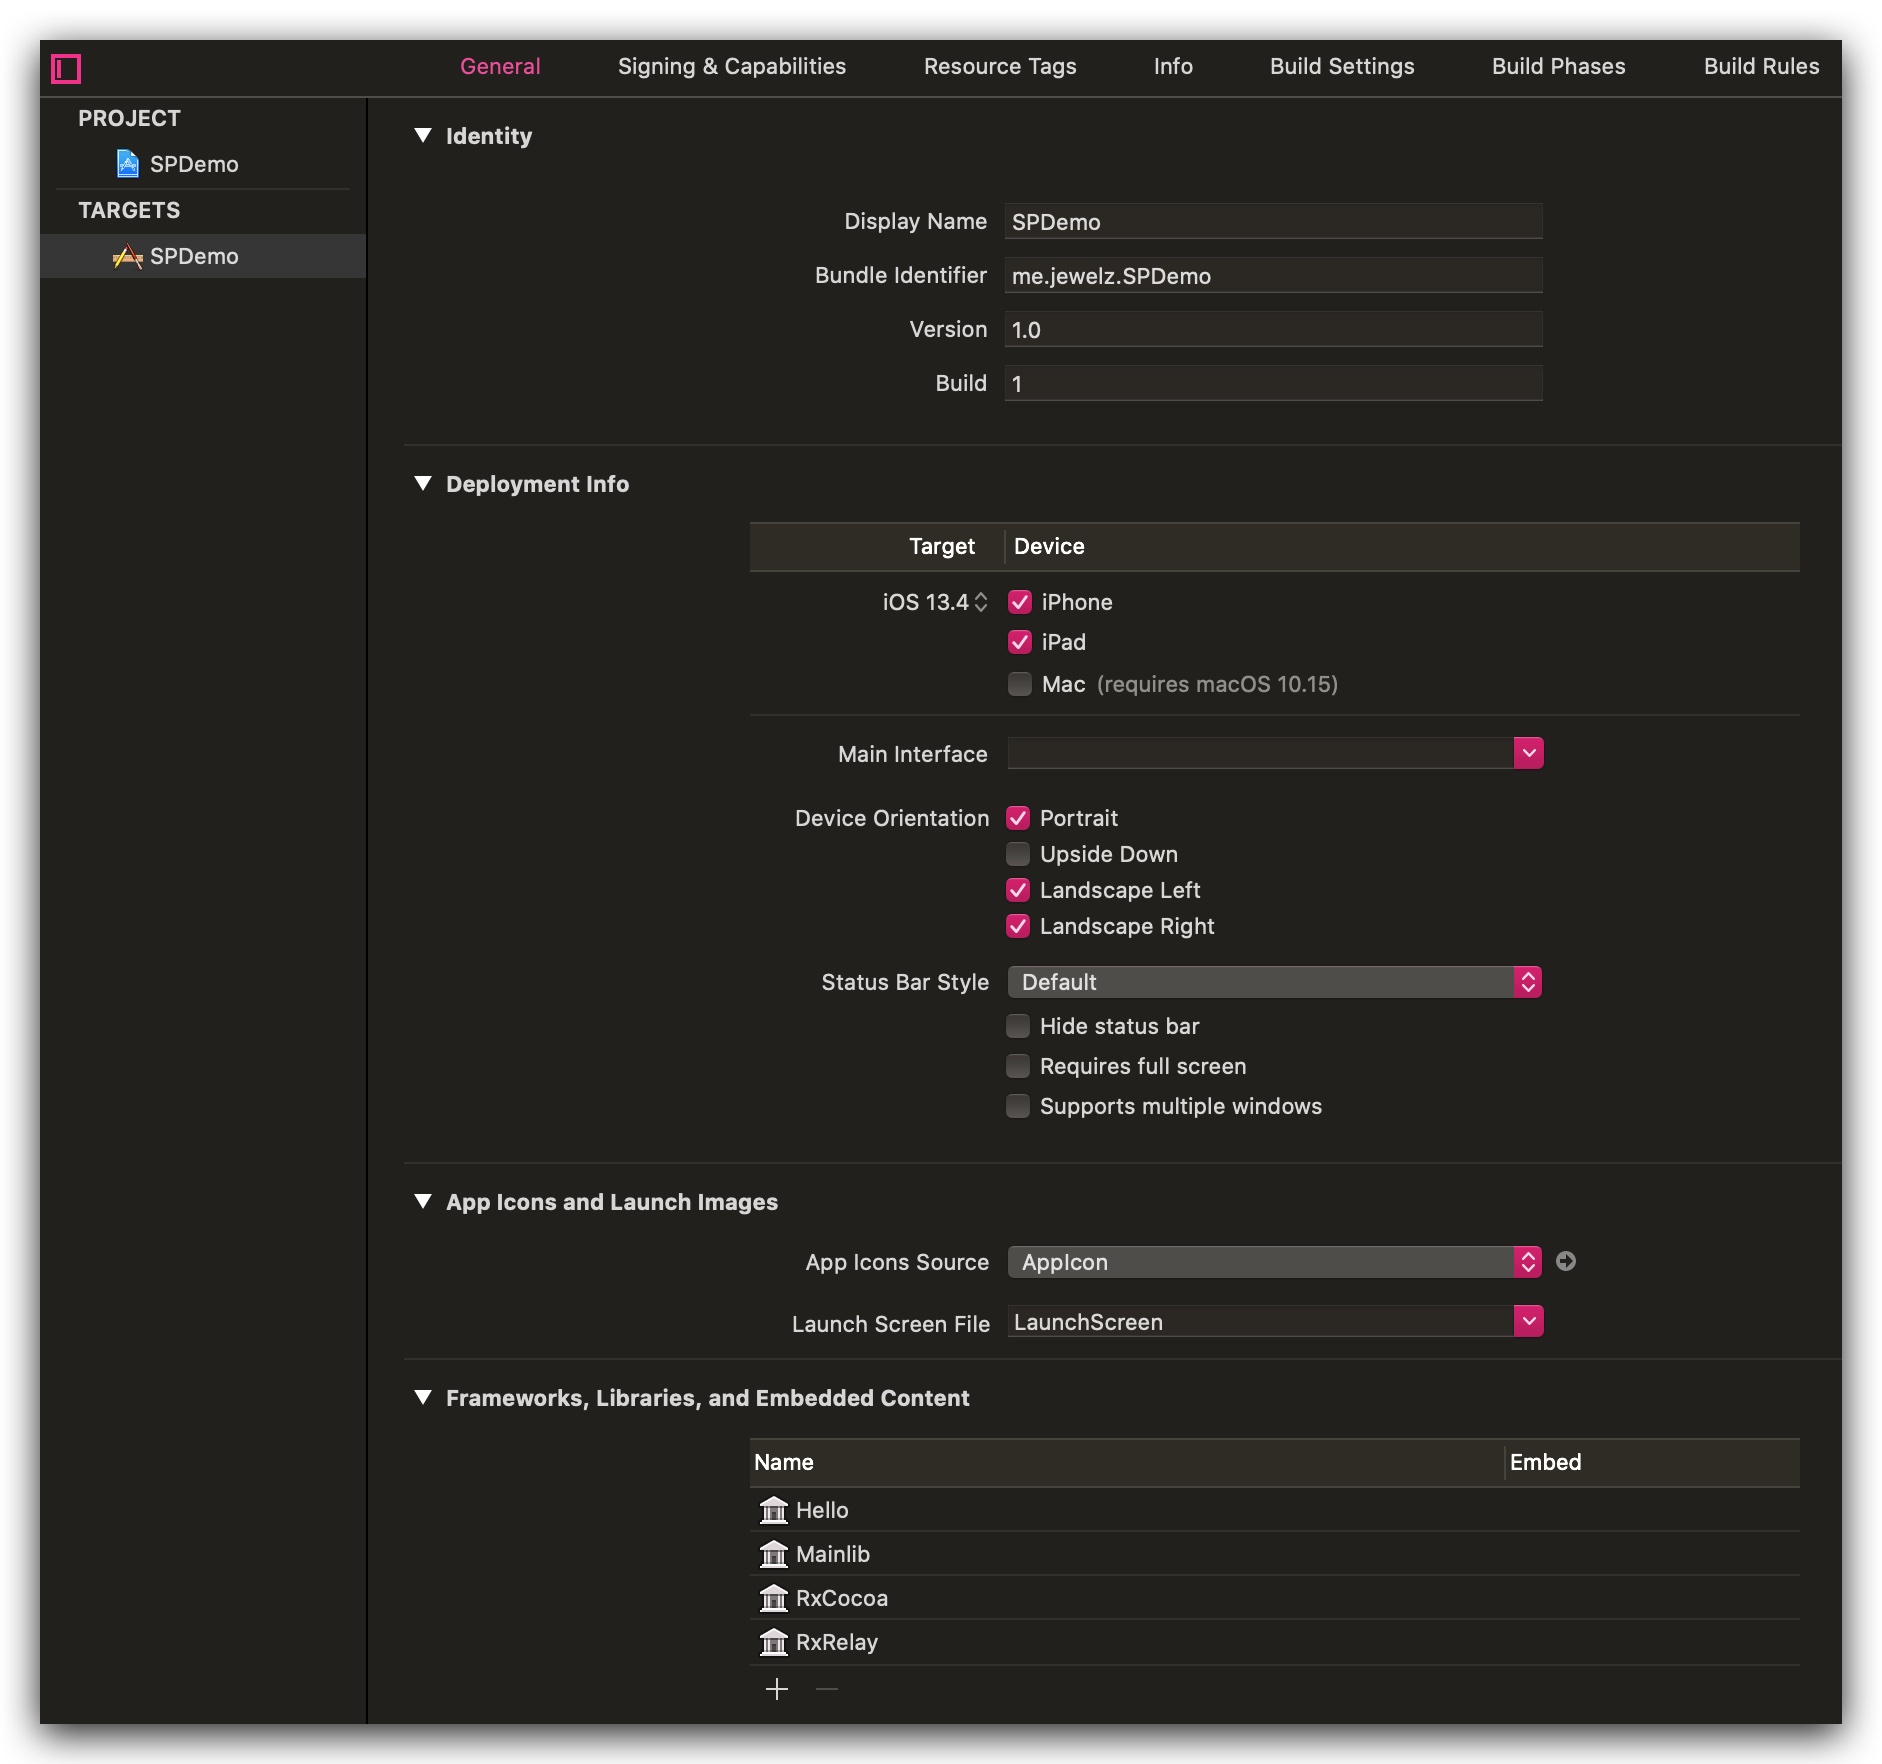 General Signing & Capabilities Resource Tags Info Build Settings Build Phases Build Rules
PROJECT
SPDemo
TARGETS
SPDemo
Identity
Display Name SPDemo
Bundle Identifier me.jewelz.SPDemo
Version 1.0
Build 1
Deployment Info
Target Device
iOS 13.4 iPhone
iPad
Mac (requires macOS 10.15)
Main Interface
Device Orientation Portrait
Upside Down
Landscape Left
Landscape Right
Status Bar Style Default
Hide status bar
Requires full screen
Supports multiple windows
App Icons and Launch Images
App Icons Source AppIcon
Launch Screen File LaunchScreen
Frameworks, Libraries, and Embedded Content
Name Embed
Hello
Mainlib
RxCocoa
RxRelay